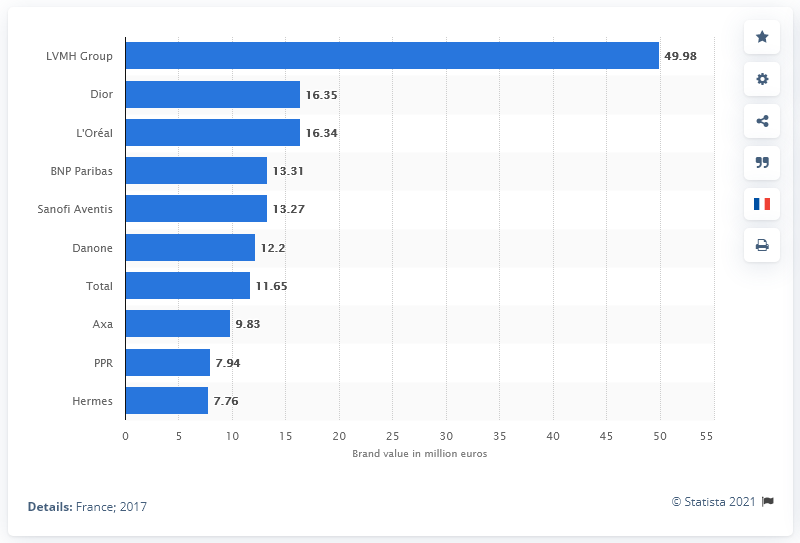 LVMH Group 49.98
Dior 16.35
L'Oréal 16.34
BNP Paribas 13.31
Sanofi Aventis 13.27
Danone 12.2
Total 11.65
Axa 9.83
PPR 7.94
Hermes 7.76
0 5 10 15 20 25 30 35 40 45 50 55
Brand value in million euros
Details: France; 2017
© Statista 2021